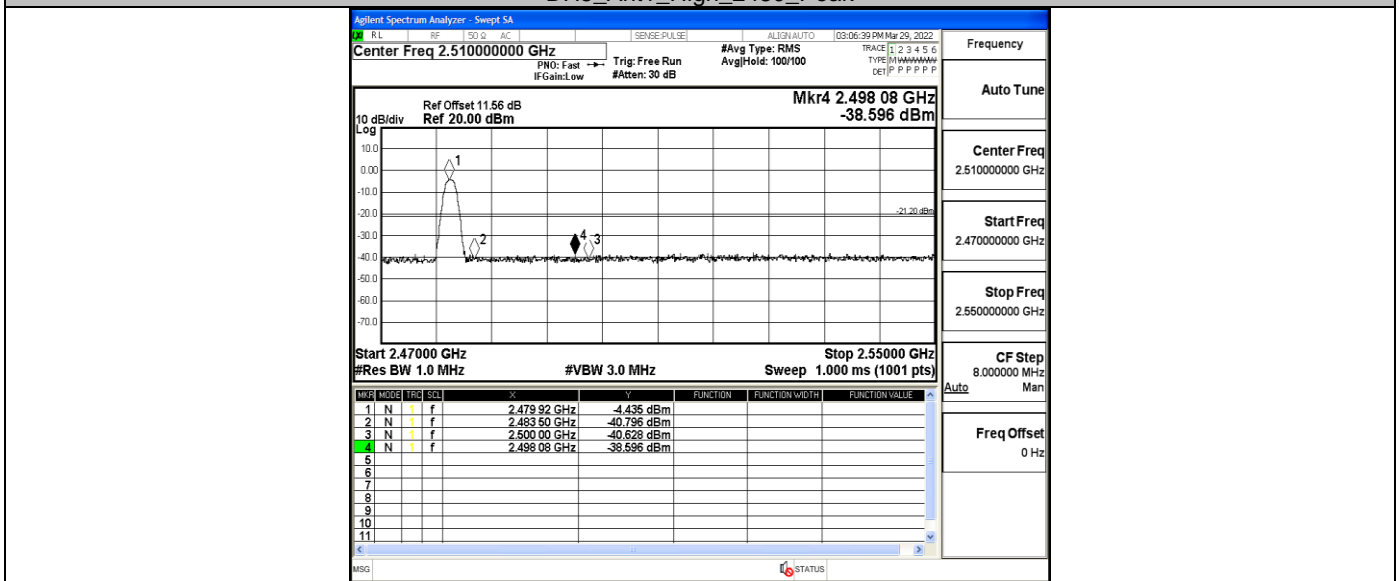 Agilent Spectrum Analyzer - Swept SA
RL RF 50 Ω AC SENSE:PULSE ALIGN AUTO 03:06:39 PM Mar 29, 2022
Center Freq 2.510000000 GHz
PNO: Fast
IFGain:Low
Trig: Free Run
#Atten: 30 dB
#Avg Type: RMS
Avg|Hold: 100/100
TRACE 1 2 3 4 5 6
TYPE M
DET P P P P P P
Mkr4 2.498 08 GHz
-38.596 dBm
Ref Offset 11.56 dB
10 dB/div Ref 20.00 dBm
Log
10.0
0.00
-10.0
-20.0
-30.0
-40.0
-50.0
-60.0
-70.0
1
2
4
3
-21.20 dBm
Start 2.47000 GHz Stop 2.55000 GHz
#Res BW 1.0 MHz #VBW 3.0 MHz Sweep 1.000 ms (1001 pts)
MKR MODE TRC SCL X Y FUNCTION FUNCTION WIDTH FUNCTION VALUE
1 N 1 f 2.479 92 GHz -4.435 dBm
2 N 1 f 2.483 50 GHz -40.796 dBm
3 N 1 f 2.500 00 GHz -40.628 dBm
4 N 1 f 2.498 08 GHz -38.596 dBm
5
6
7
8
9
10
11
MSG STATUS
Frequency
Auto Tune
Center Freq
2.510000000 GHz
Start Freq
2.470000000 GHz
Stop Freq
2.550000000 GHz
CF Step
8.000000 MHz
Auto Man
Freq Offset
0 Hz